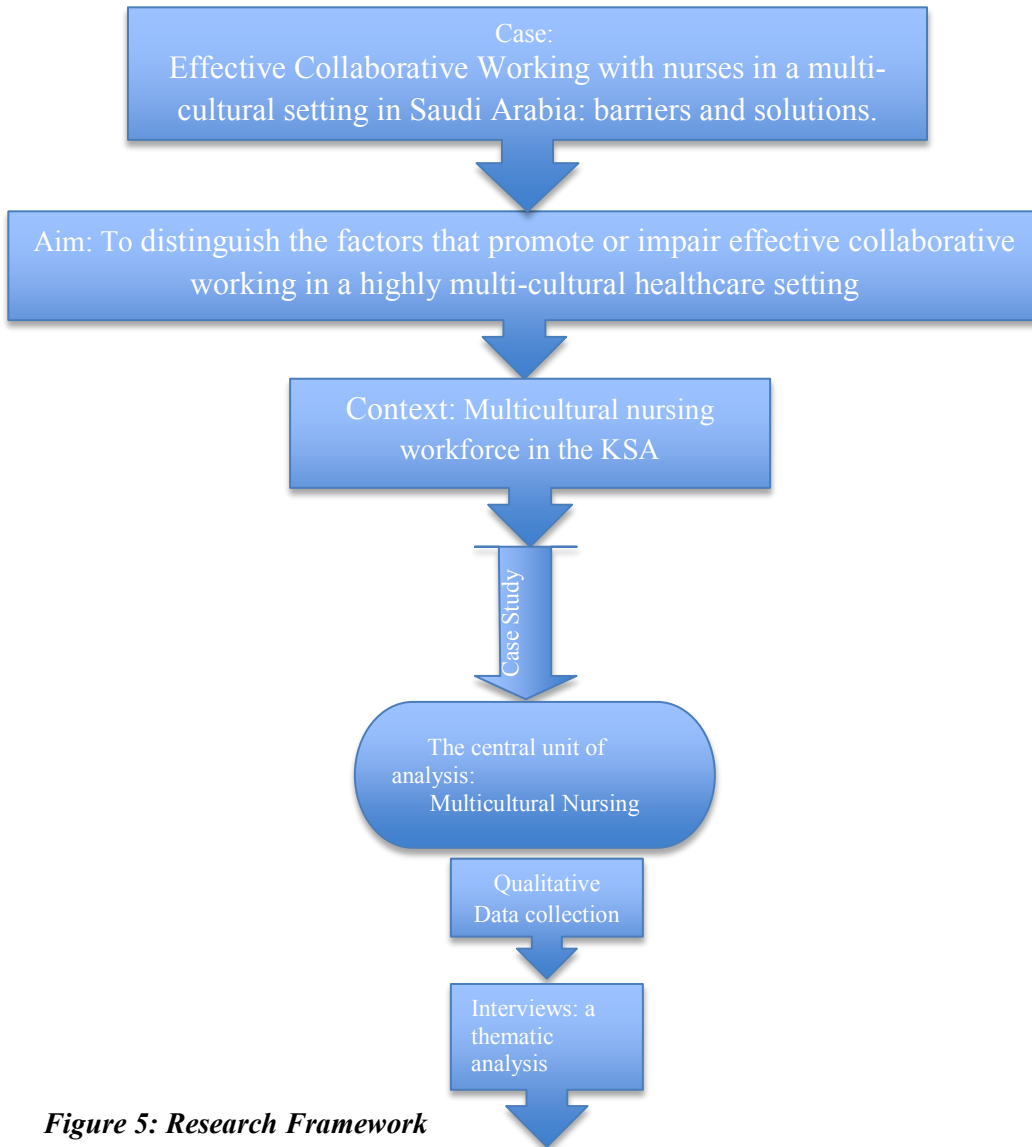 Case:
Effective Collaborative Working with nurses in a multi-
cultural setting in Saudi Arabia: barriers and solutions.
Aim: To distinguish the factors that promote or impair effective collaborative
working in a highly multi-cultural healthcare setting
Context: Multicultural nursing
workforce in the KSA
Case Study
The central unit of
analysis:
Multicultural Nursing
Qualitative
Data collection
Interviews: a
thematic
analysis
Figure 5: Research Framework